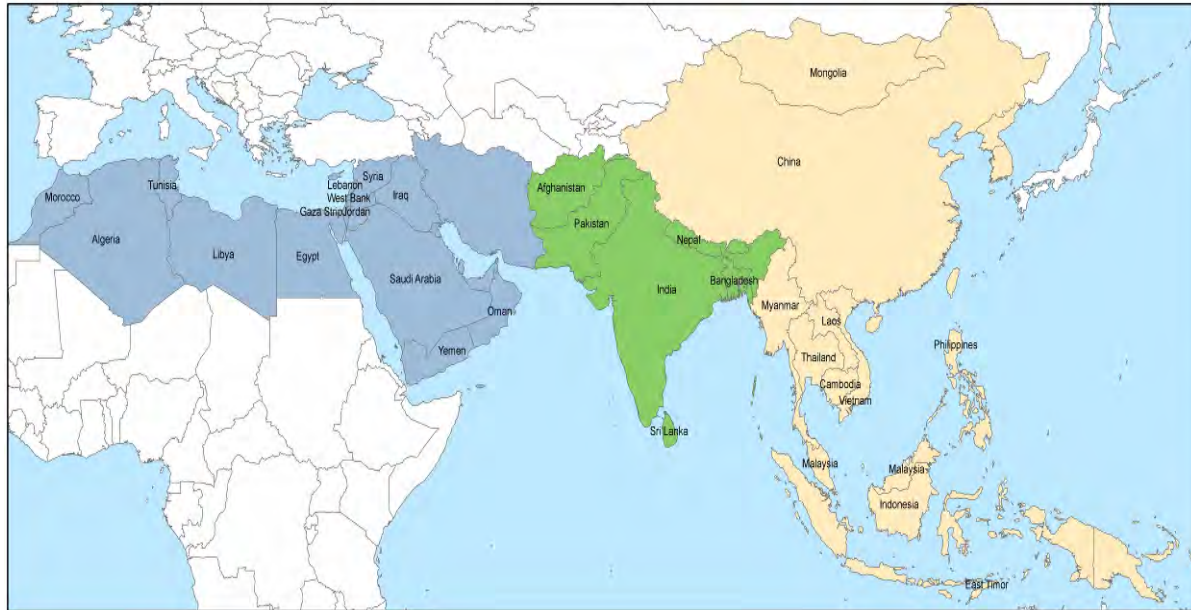 Mongolia
China
Morocco
Tunisia
Algeria
Libya
Egypt
Lebanon
Syria
West Bank
Iraq
Gaza Strip
Jordan
Saudi Arabia
Oman
Yemen
Afghanistan
Pakistan
Nepal
India
Bangladesh
Sri Lanka
Myanmar
Laos
Thailand
Cambodia
Vietnam
Philippines
Malaysia
Malaysia
Indonesia
East Timor